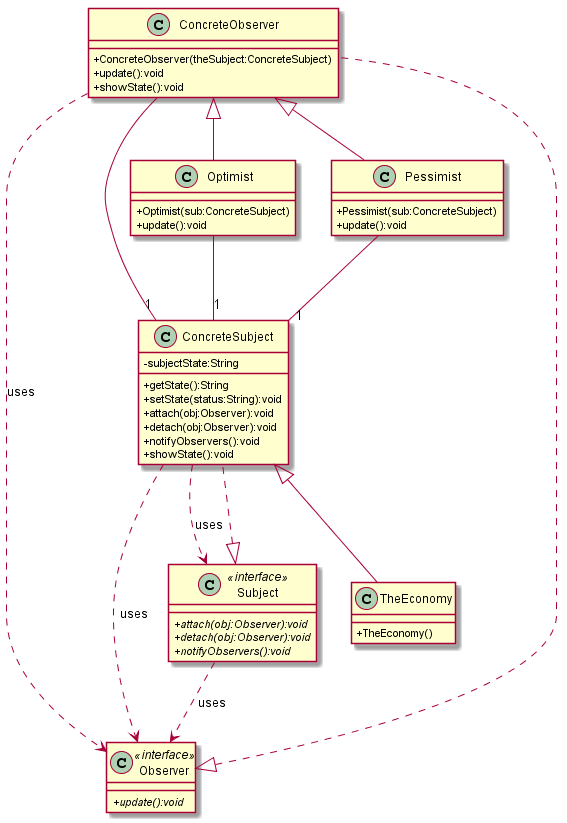 C ConcreteObserver
+ConcreteObserver(theSubject:ConcreteSubject)
+update():void
+showState():void
C Optimist
+Optimist(sub:ConcreteSubject)
+update():void
C Pessimist
+Pessimist(sub:ConcreteSubject)
+update():void
1
1
1
C ConcreteSubject
-subjectState:String
+getState():String
+setState(status:String):void
+attach(obj:Observer):void
+detach(obj:Observer):void
+notifyObservers():void
+showState():void
uses
uses
uses
C «interface»
Subject
+attach(obj:Observer):void
+detach(obj:Observer):void
+notifyObservers():void
C TheEconomy
+TheEconomy()
uses
C «interface»
Observer
+update():void